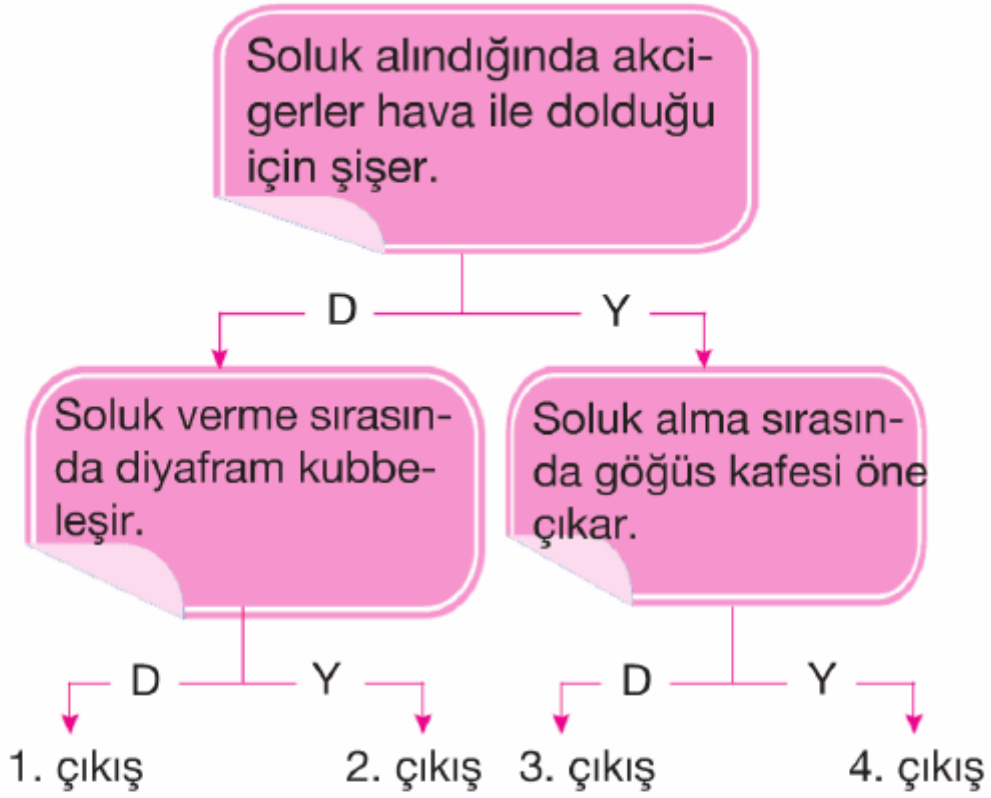 Soluk alındığında akci-
gerler hava ile dolduğu
için şişer.
D
Y
Soluk verme sırasın-
da diyafram kubbe-
leşir.
Soluk alma sırasın-
da göğüs kafesi öne
çıkar.
D
Y
D
Y
1. çıkış
2. çıkış
3. çıkış
4. çıkış